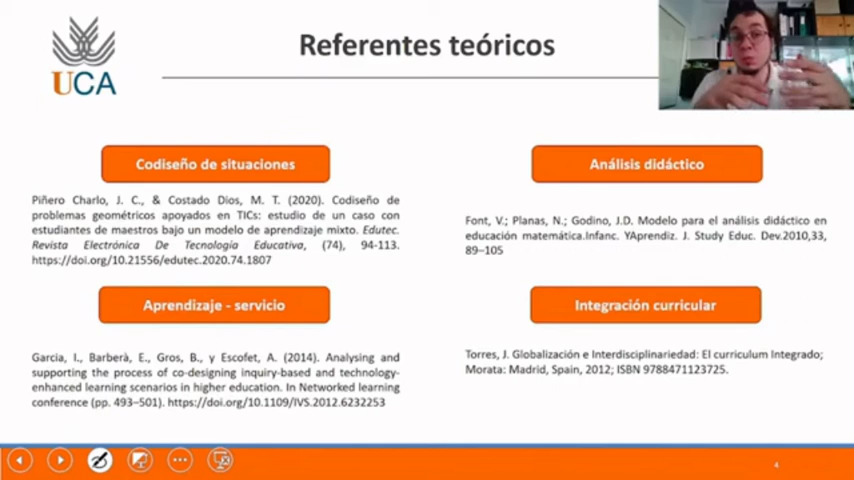 UCA
Referentes teóricos
Codiseño de situaciones
Piñero Charlo, J. C., & Costado Dios, M. T. (2020). Codiseño de
problemas geométricos apoyados en TICs: estudio de un caso con
estudiantes de maestros bajo un modelo de aprendizaje mixto. Edutec.
Revista Electrónica De Tecnología Educativa, (74), 94-113.
https://doi.org/10.21556/edutec.2020.74.1807
Aprendizaje - servicio
Garcia, I., Barberà, E., Gros, B., y Escofet, A. (2014). Analysing and
supporting the process of co-designing inquiry-based and technology-
enhanced learning scenarios in higher education. In Networked learning
conference (pp. 493–501). https://doi.org/10.1109/IVS.2012.6232253
Análisis didáctico
Font, V.; Planas, N.; Godino, J.D. Modelo para el análisis didáctico en
educación matemática.Infanc. YAprendiz. J. Study Educ. Dev.2010,33,
89–105
Integración curricular
Torres, J. Globalización e Interdisciplinariedad: El curriculum Integrado;
Morata: Madrid, Spain, 2012; ISBN 9788471123725.
4